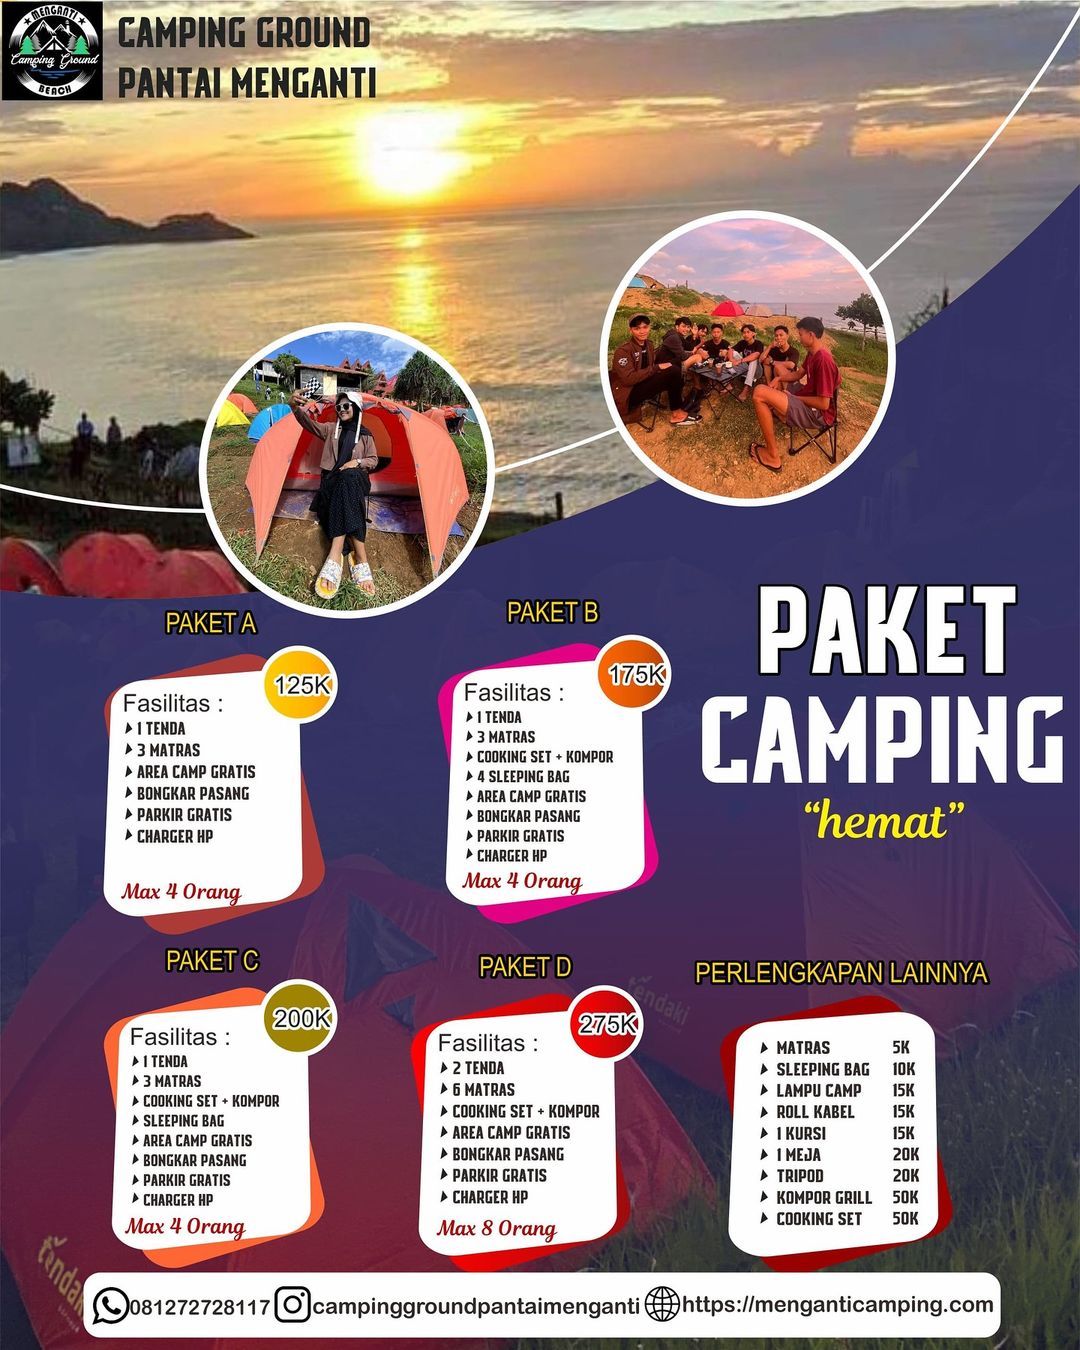 MENGANTI
Camping Ground
BEACH
CAMPING GROUND
PANTAI MENGANTI
PAKET
CAMPING
“hemat”
PAKET A
125K
Fasilitas :
1 TENDA
3 MATRAS
AREA CAMP GRATIS
BONGKAR PASANG
PARKIR GRATIS
CHARGER HP
Max 4 Orang
PAKET B
175K
Fasilitas :
1 TENDA
3 MATRAS
COOKING SET + KOMPOR
4 SLEEPING BAG
AREA CAMP GRATIS
BONGKAR PASANG
PARKIR GRATIS
CHARGER HP
Max 4 Orang
PAKET C
200K
Fasilitas :
1 TENDA
3 MATRAS
COOKING SET + KOMPOR
SLEEPING BAG
AREA CAMP GRATIS
BONGKAR PASANG
PARKIR GRATIS
CHARGER HP
Max 4 Orang
PAKET D
275K
Fasilitas :
2 TENDA
6 MATRAS
COOKING SET + KOMPOR
AREA CAMP GRATIS
BONGKAR PASANG
PARKIR GRATIS
CHARGER HP
Max 8 Orang
PERLENGKAPAN LAINNYA
MATRAS 5K
SLEEPING BAG 10K
LAMPU CAMP 15K
ROLL KABEL 15K
1 KURSI 15K
1 MEJA 20K
TRIPOD 20K
KOMPOR GRILL 50K
COOKING SET 50K
tendaki
tendaki
081272728117 campinggroundpantaimenganti https://menganticamping.com